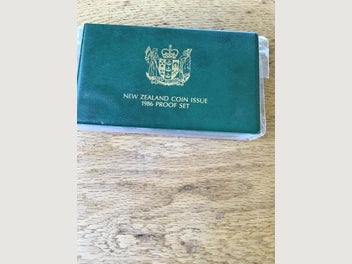 NEW ZEALAND COIN ISSUE
1986 PROOF SET